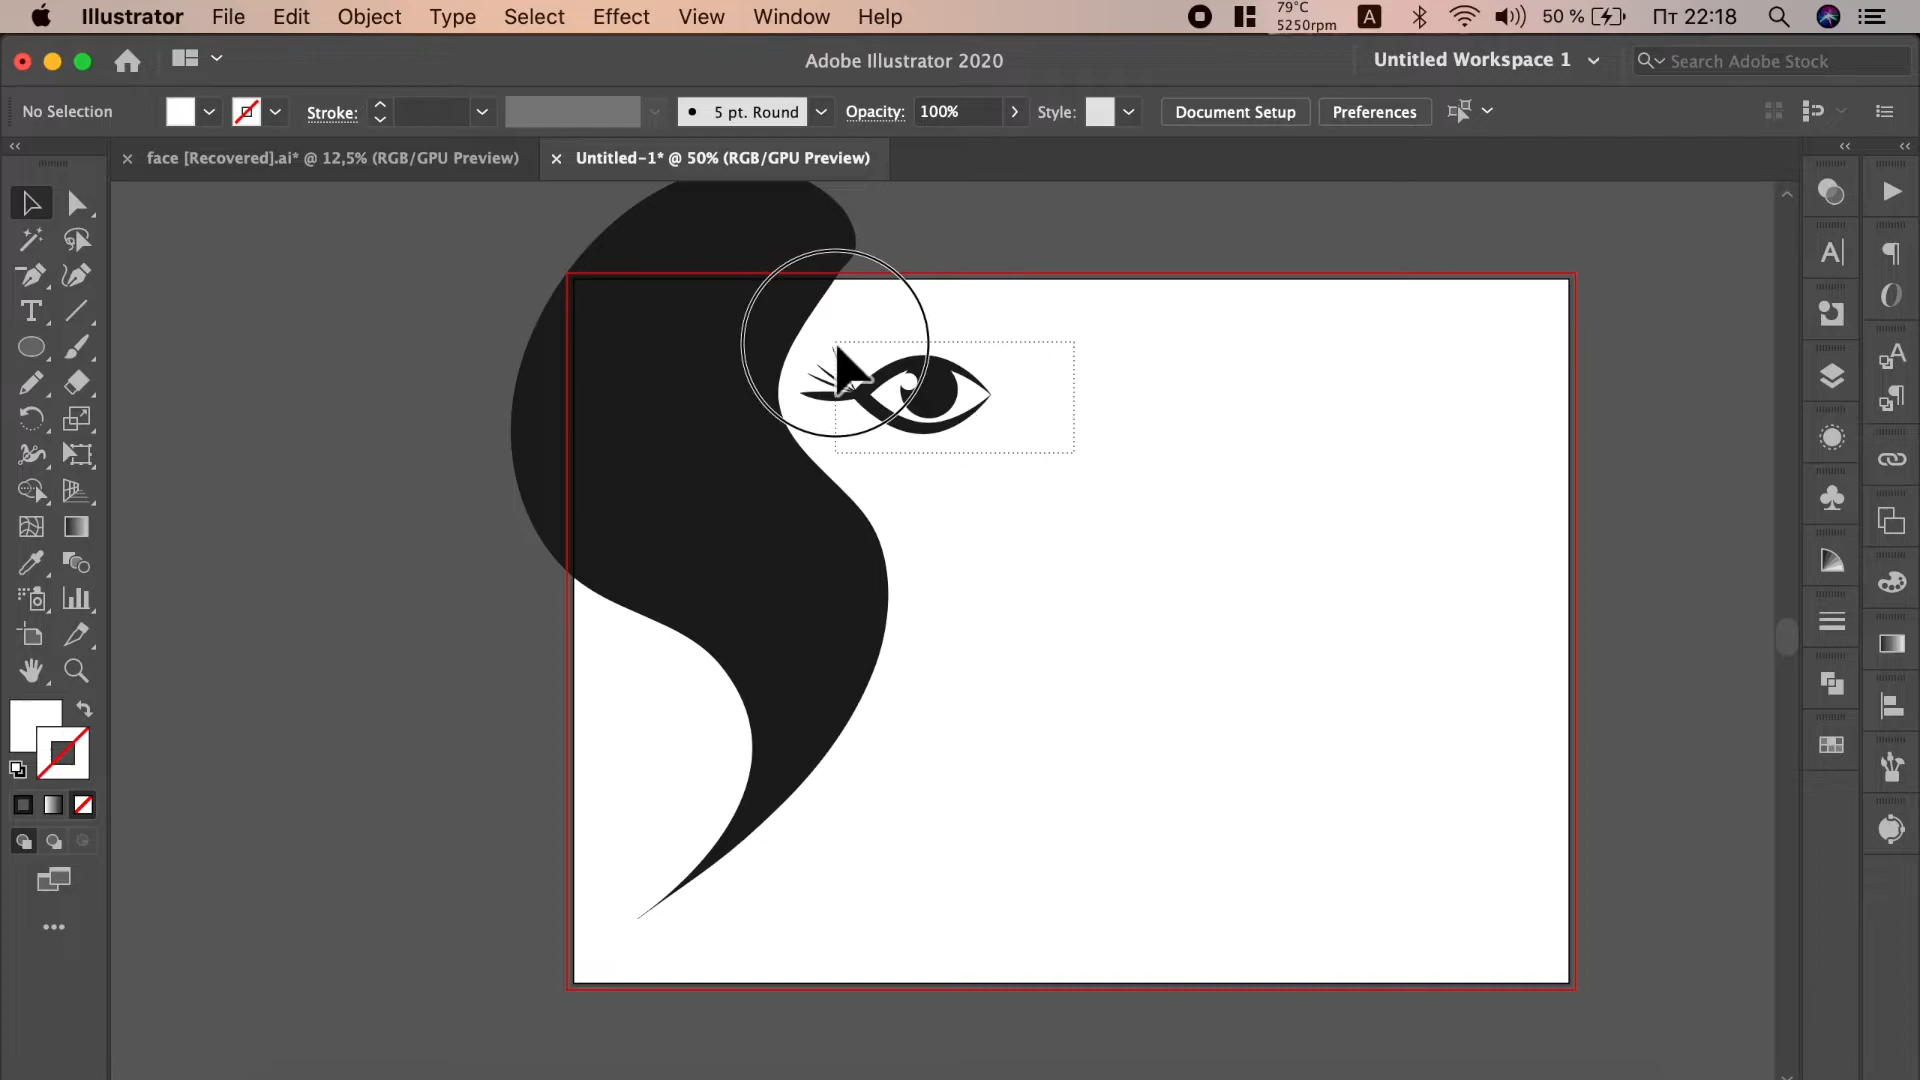 Illustrator File Edit Object Type Select Effect View Window Help 79°C 5250rpm A 50 % Пт 22:18
Adobe Illustrator 2020 Untitled Workspace 1 Search Adobe Stock
No Selection Stroke: 5 pt. Round Opacity: 100% Style: Document Setup Preferences
face [Recovered].ai* @ 12,5% (RGB/GPU Preview) Untitled-1* @ 50% (RGB/GPU Preview)